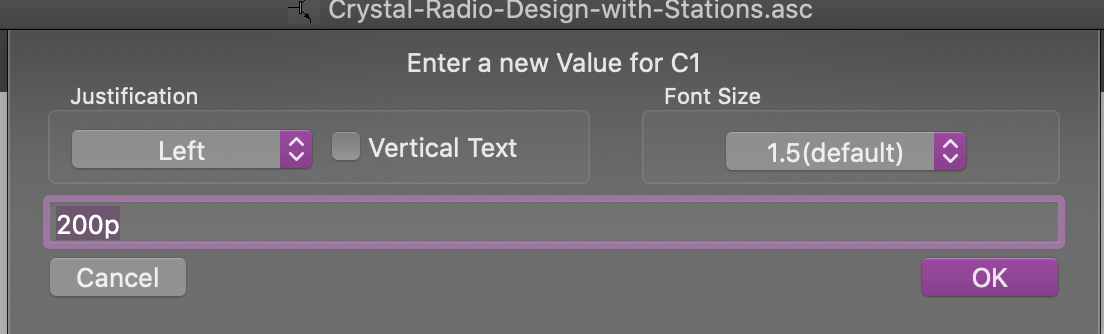 Crystal-Radio-Design-with-Stations.asc
Enter a new Value for C1
Justification
Font Size
Left
Vertical Text
1.5(default)
200p
Cancel
OK